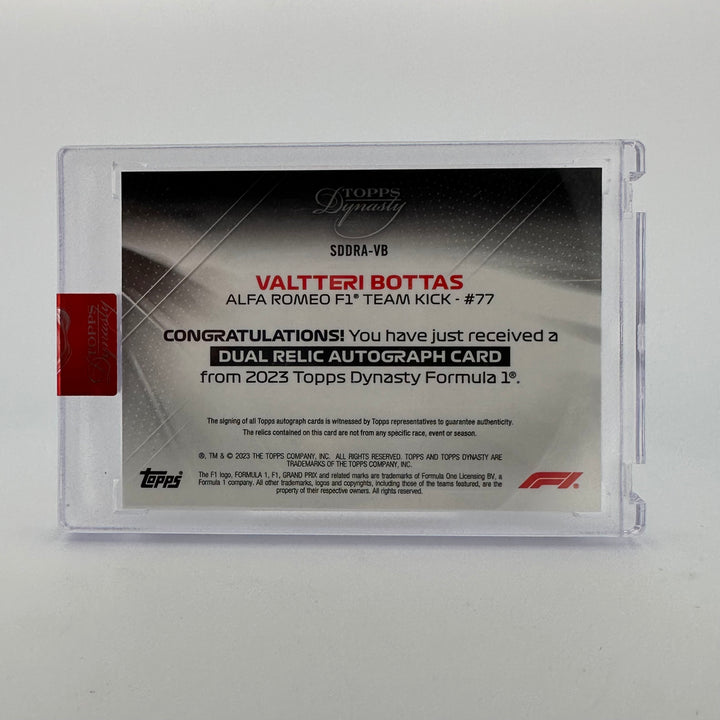 TOPPS
Dynasty
SDDRA-VB
VALTTERI BOTTAS
ALFA ROMEO F1® TEAM KICK - #77
CONGRATULATIONS! You have just received a
DUAL RELIC AUTOGRAPH CARD
from 2023 Topps Dynasty Formula 1®.
The signing of all Topps autograph cards is witnessed by Topps representatives to guarantee authenticity.
The relics contained on this card are not from any specific race, event or season.
®, TM & © 2023 THE TOPPS COMPANY, INC. ALL RIGHTS RESERVED. TOPPS AND TOPPS DYNASTY ARE
TRADEMARKS OF THE TOPPS COMPANY, INC.
The F1 logo, FORMULA 1, F1, GRAND PRIX and related marks are trademarks of Formula One Licensing BV, a
Formula 1 company. All other trademarks, logos and copyrights, including those of the teams featured, are the
property of their respective owners. All rights reserved.
topps
F1
TOPPS
Dynasty